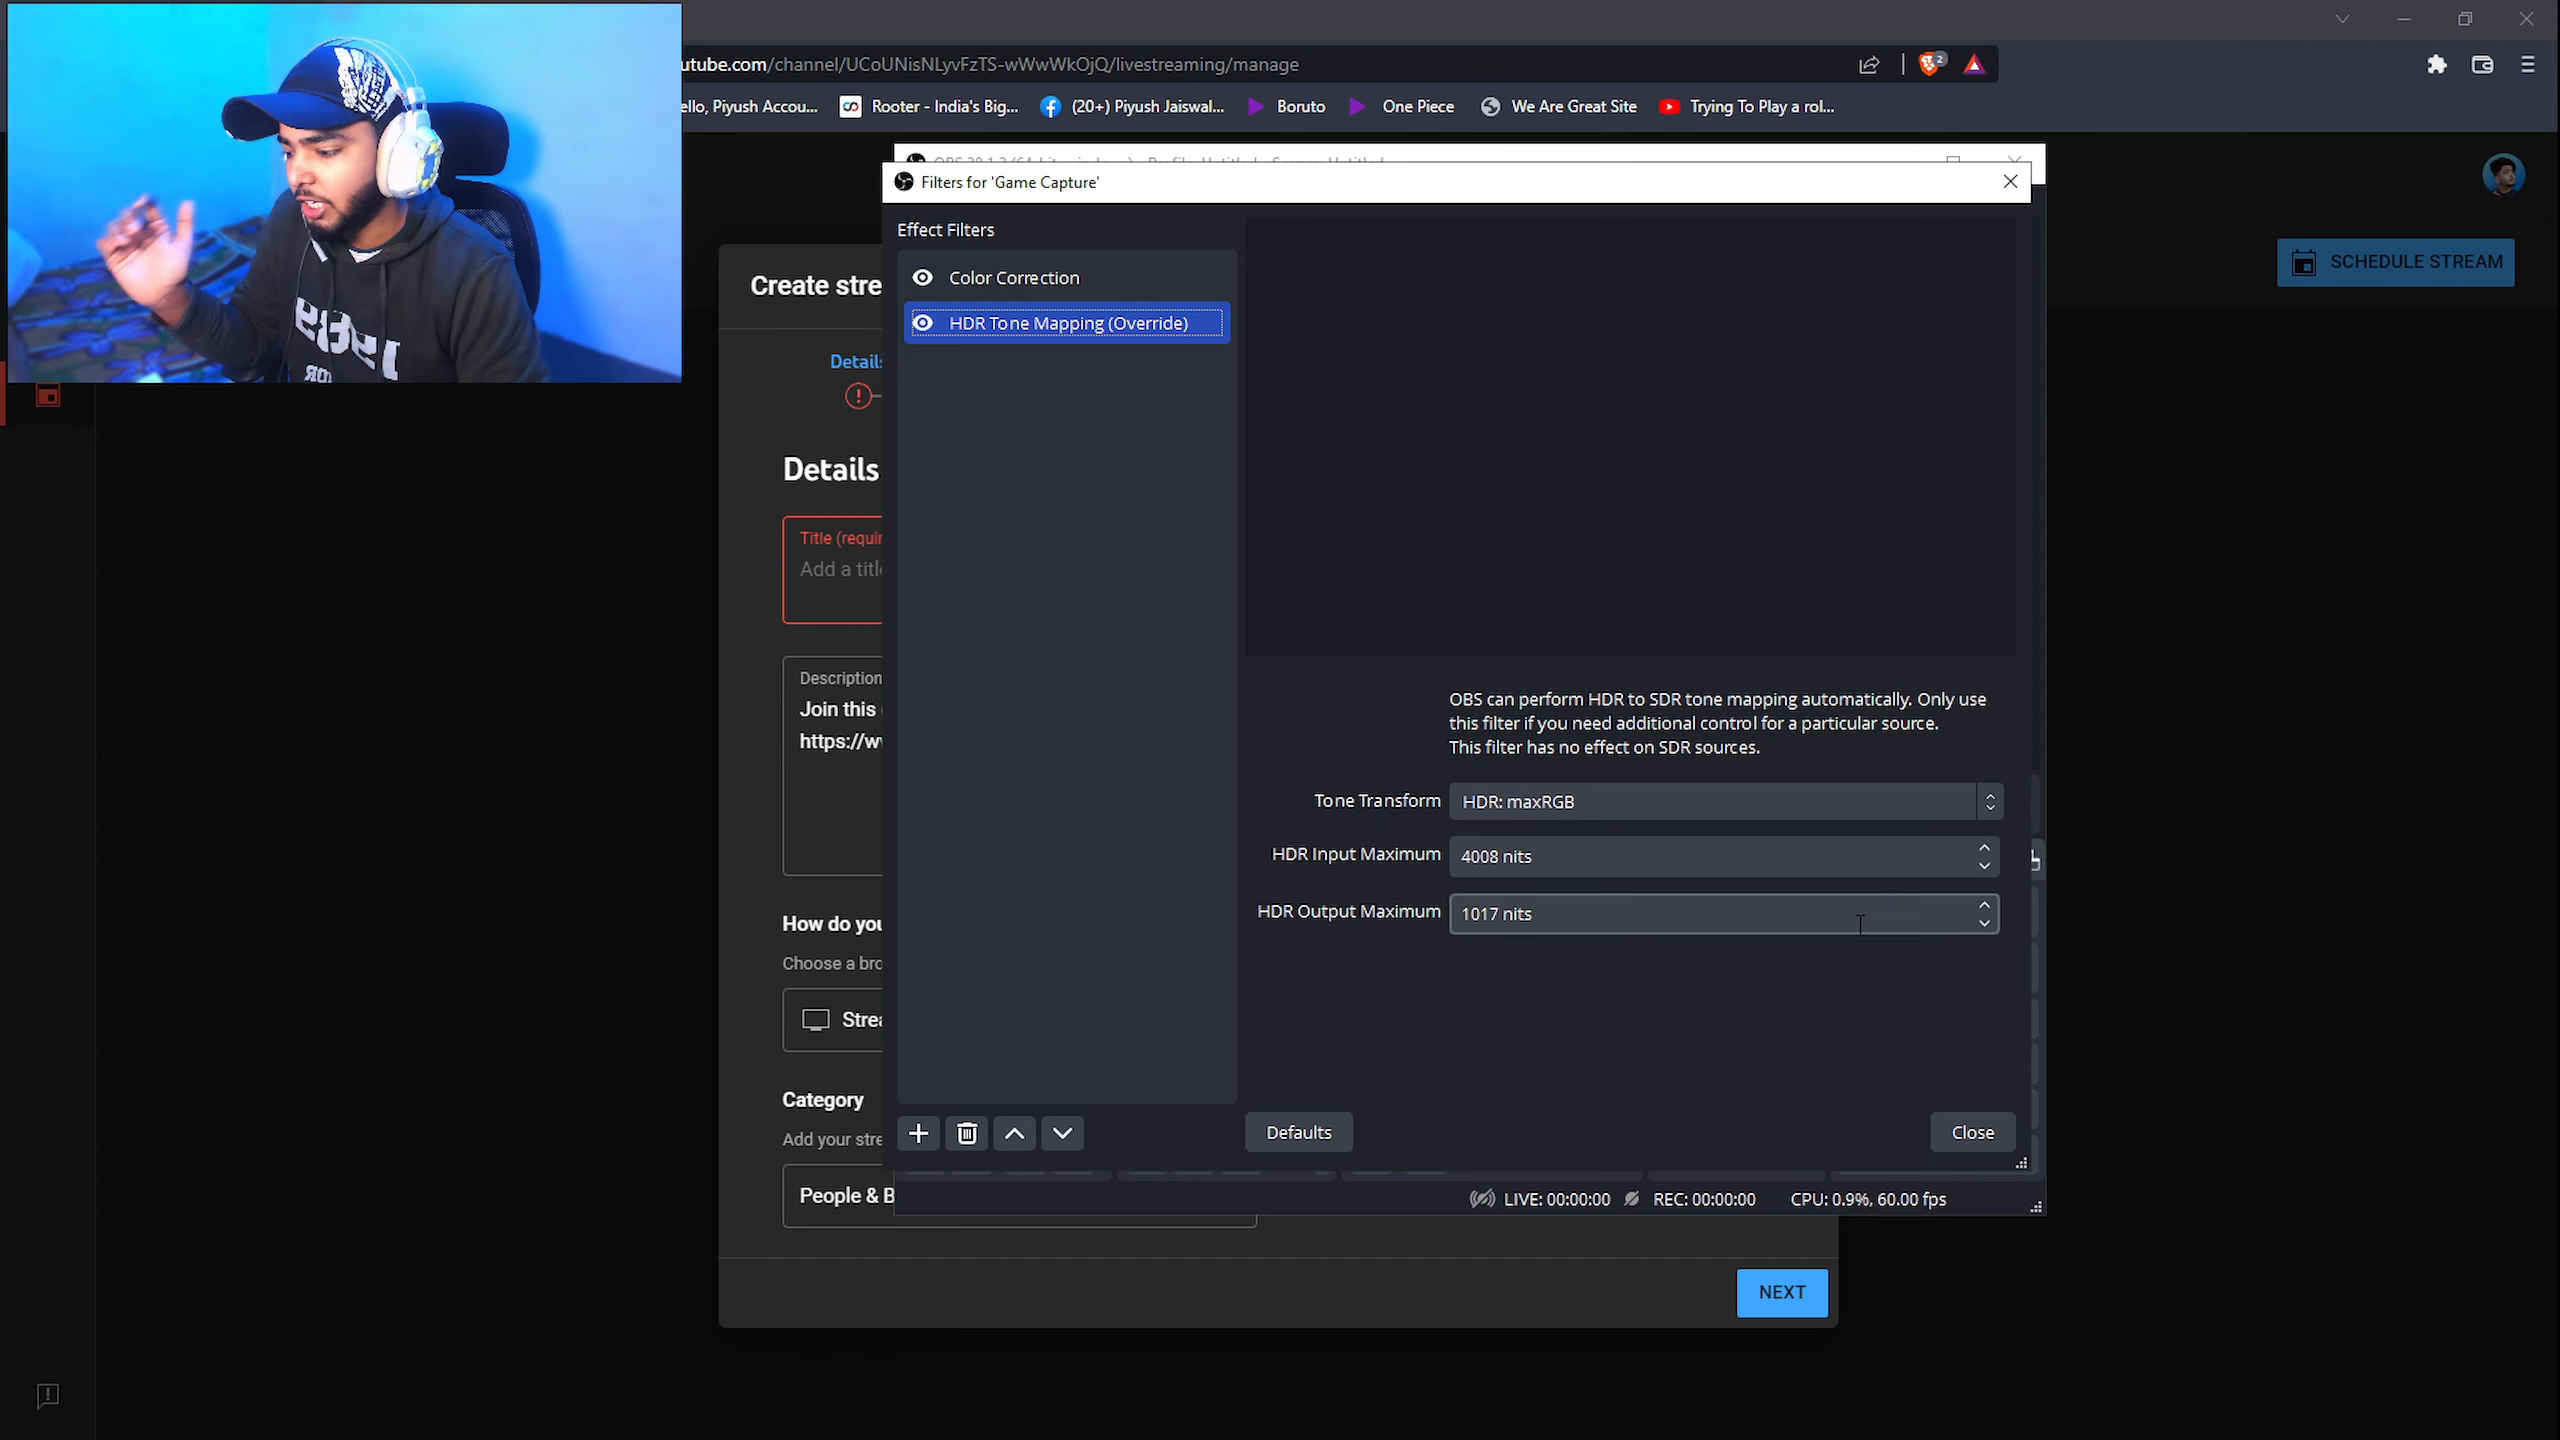 utube.com/channel/UCoUNisNLyvFzTS-wWwWkOjQ/livestreaming/manage
2
ello, Piyush Accou...
Rooter - India's Big...
(20+) Piyush Jaiswal...
Boruto
One Piece
We Are Great Site
Trying To Play a rol...
Filters for 'Game Capture'
SCHEDULE STREAM
Effect Filters
Color Correction
HDR Tone Mapping (Override)
Create stre
Details
Details
Title (requir
Add a title
Description
Join this
https://w
OBS can perform HDR to SDR tone mapping automatically. Only use
this filter if you need additional control for a particular source.
This filter has no effect on SDR sources.
Tone Transform HDR: maxRGB
HDR Input Maximum 4008 nits
HDR Output Maximum 1017 nits
How do you
Choose a bro
Strea
Category
Add your stre
People & B
Defaults
Close
LIVE: 00:00:00 REC: 00:00:00 CPU: 0.9%, 60.00 fps
NEXT